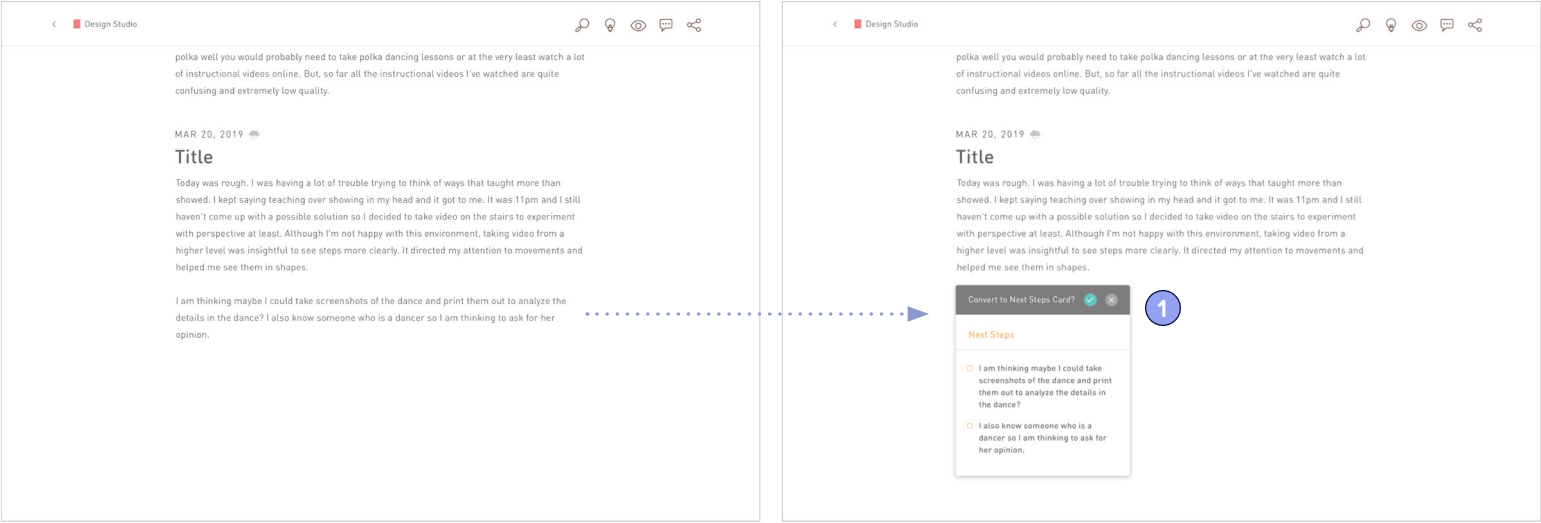 Design Studio
polka well you would probably need to take polka dancing lessons or at the very least watch a lot
of instructional videos online. But, so far all the instructional videos I've watched are quite
confusing and extremely low quality.
MAR 20, 2019
Title
Today was rough. I was having a lot of trouble trying to think of ways that taught more than
showed. I kept saying teaching over showing in my head and it got to me. It was 11pm and I still
haven't come up with a possible solution so I decided to take video on the stairs to experiment
with perspective at least. Although I'm not happy with this environment, taking video from a
higher level was insightful to see steps more clearly. It directed my attention to movements and
helped me see them in shapes.
I am thinking maybe I could take screenshots of the dance and print them out to analyze the
details in the dance? I also know someone who is a dancer so I am thinking to ask for her
opinion.
Design Studio
polka well you would probably need to take polka dancing lessons or at the very least watch a lot
of instructional videos online. But, so far all the instructional videos I've watched are quite
confusing and extremely low quality.
MAR 20, 2019
Title
Today was rough. I was having a lot of trouble trying to think of ways that taught more than
showed. I kept saying teaching over showing in my head and it got to me. It was 11pm and I still
haven't come up with a possible solution so I decided to take video on the stairs to experiment
with perspective at least. Although I'm not happy with this environment, taking video from a
higher level was insightful to see steps more clearly. It directed my attention to movements and
helped me see them in shapes.
Convert to Next Steps Card?
1
Next Steps
I am thinking maybe I could take
screenshots of the dance and print
them out to analyze the details in
the dance?
I also know someone who is a
dancer so I am thinking to ask for
her opinion.